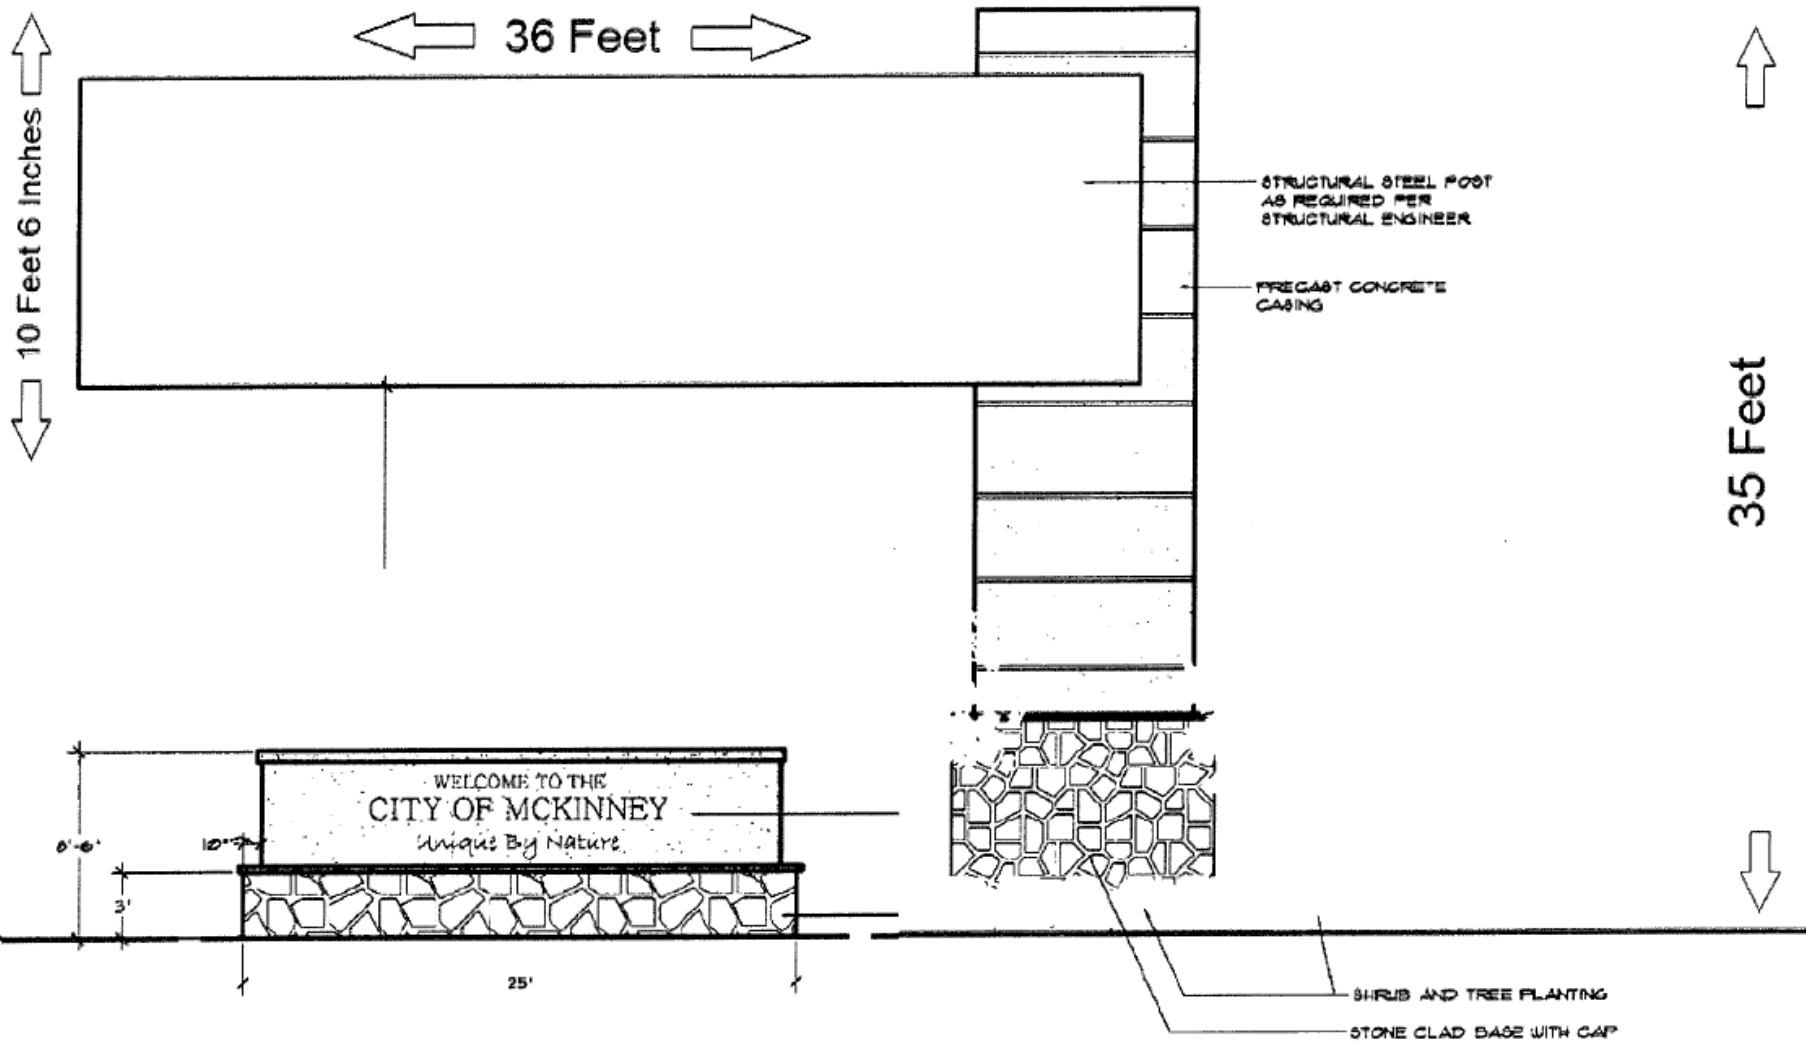 36 Feet
10 Feet 6 Inches
STRUCTURAL STEEL POST
AS REQUIRED PER
STRUCTURAL ENGINEER
PRECAST CONCRETE
CASING
35 Feet
WELCOME TO THE
CITY OF MCKINNEY
Unique By Nature
10"
3'
25'
SHRUB AND TREE PLANTING
STONE CLAD BASE WITH CAP